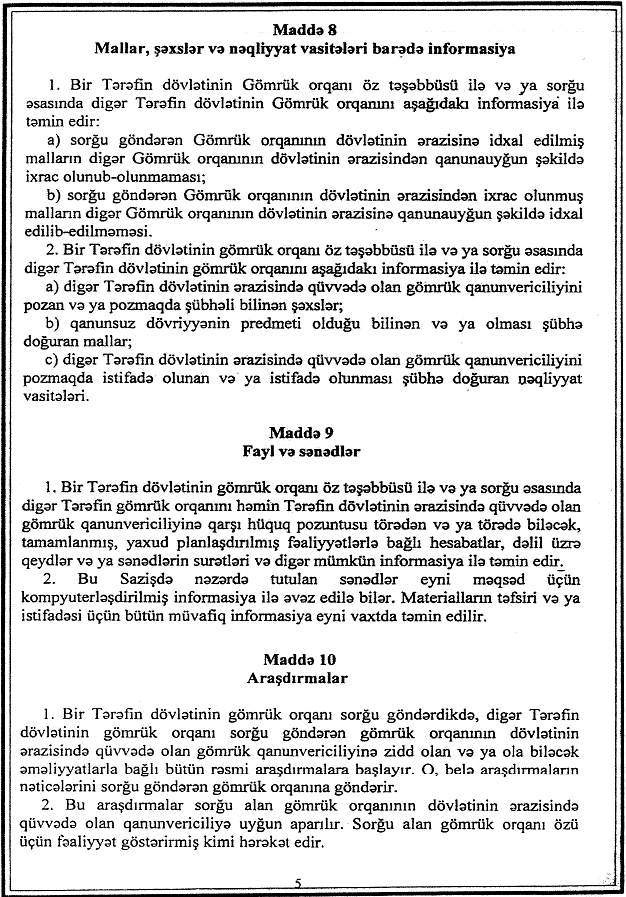 Maddə 8
Mallar, şəxslər və nəqliyyat vasitələri barədə informasiya
1. Bir Tərəfin dövlətinin Gömrük orqanı öz təşəbbüsü ilə və ya sorğu
əsasında digər Tərəfin dövlətinin Gömrük orqanını aşağıdakı informasiya ilə
təmin edir:
a) sorğu göndərən Gömrük orqanının dövlətinin ərazisinə idxal edilmiş
malların digər Gömrük orqanının dövlətinin ərazisindən qanunauyğun şəkildə
ixrac olunub-olunmaması;
b) sorğu göndərən Gömrük orqanının dövlətinin ərazisindən ixrac olunmuş
malların digər Gömrük orqanının dövlətinin ərazisinə qanunauyğun şəkildə idxal
edilib-edilməməsi.
2. Bir Tərəfin dövlətinin gömrük orqanı öz təşəbbüsü ilə və ya sorğu əsasında
digər Tərəfin dövlətinin gömrük orqanını aşağıdakı informasiya ilə təmin edir:
a) digər Tərəfin dövlətinin ərazisində qüvvədə olan gömrük qanunvericiliyini
pozan və ya pozmaqda şübhəli bilinən şəxslər;
b) qanunsuz dövriyyənin predmeti olduğu bilinən və ya olması şübhə
doğuran mallar;
c) digər Tərəfin dövlətinin ərazisində qüvvədə olan gömrük qanunvericiliyini
pozmaqda istifadə olunan və ya istifadə olunması şübhə doğuran nəqliyyat
vasitələri.
Maddə 9
Fayl və sənədlər
1. Bir Tərəfin dövlətinin gömrük orqanı öz təşəbbüsü ilə və ya sorğu əsasında
digər Tərəfin gömrük orqanını həmin Tərəfin dövlətinin ərazisində qüvvədə olan
gömrük qanunvericiliyinə qarşı hüquq pozuntusu törədən və ya törədə biləcək,
tamamlanmış, yaxud planlaşdırılmış fəaliyyətlərlə bağlı hesabatlar, dəlil üzrə
qeydlər və ya sənədlərin surətləri və digər mümkün informasiya ilə təmin edir.
2. Bu Sazişdə nəzərdə tutulan sənədlər eyni məqsəd üçün
kompyuterləşdirilmiş informasiya ilə əvəz edilə bilər. Materialların təfsiri və ya
istifadəsi üçün bütün müvafiq informasiya eyni vaxtda təmin edilir.
Maddə 10
Araşdırmalar
1. Bir Tərəfin dövlətinin gömrük orqanı sorğu göndərdikdə, digər Tərəfin
dövlətinin gömrük orqanı sorğu göndərən gömrük orqanının dövlətinin
ərazisində qüvvədə olan gömrük qanunvericiliyinə zidd olan və ya ola biləcək
əməliyyatlarla bağlı bütün rəsmi araşdırmalara başlayır. O, belə araşdırmaların
nəticələrini sorğu göndərən gömrük orqanına göndərir.
2. Bu araşdırmalar sorğu alan gömrük orqanının dövlətinin ərazisində
qüvvədə olan qanunvericiliyə uyğun aparılır. Sorğu alan gömrük orqanı özü
üçün fəaliyyət göstərirmiş kimi hərəkət edir.
5